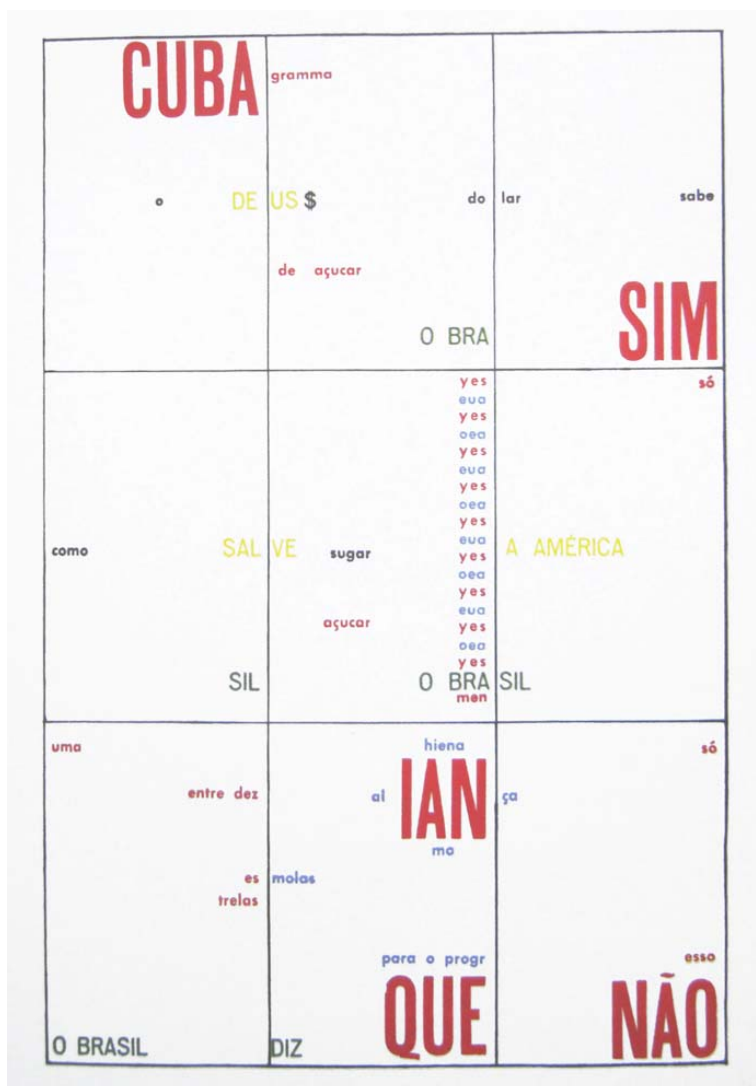 CUBA gramma
o DE US $ do lar sabe
de açucar
O BRA SIM
yes só
eua
yes
oea
yes
eua
yes
oea
yes
como SAL VE sugar eua A AMÉRICA
yes
oea
yes
eua
açucar yes
oea
yes
SIL O BRA SIL
men
uma hiena só
entre dez al IAN ça
ma
es molas
trelas
para o progr esso
O BRASIL DIZ QUE NÃO